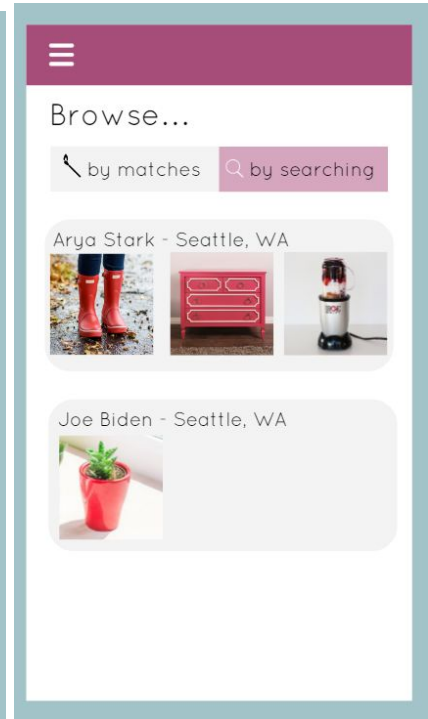 Browse...
by matches
by searching
Arya Stark - Seattle, WA
Joe Biden - Seattle, WA